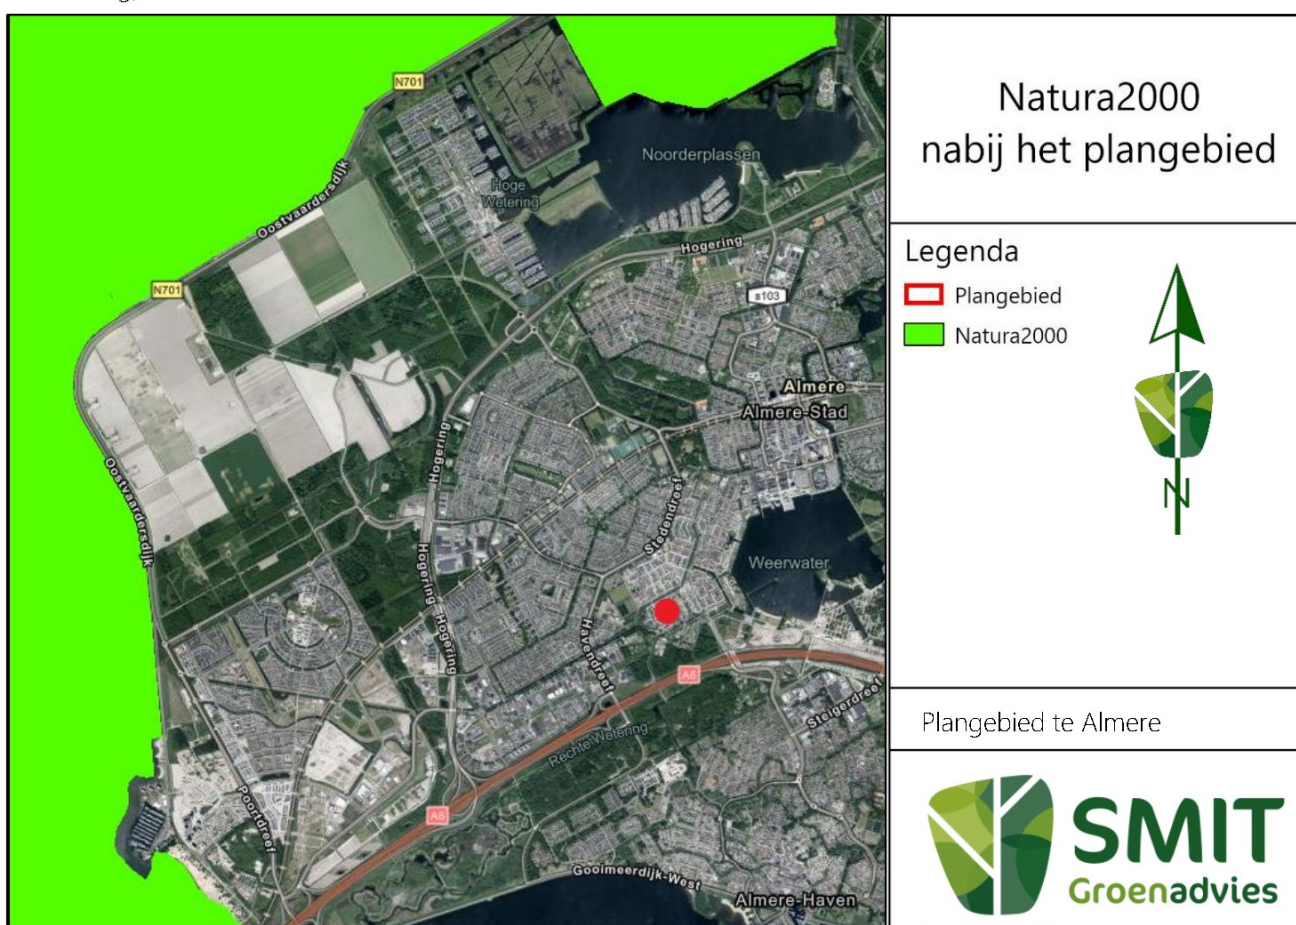 Natura2000
nabij het plangebied
Legenda
Plangebied
Natura2000
N
Plangebied te Almere
SMIT
Groenadvies
N701
Noorderplassen
Hoge
Wetering
Oostvaardersdijk
Hogering
N701
s103
Almere
Almere-Stad
Hogering
Oostvaardersdijk
Stedendreef
Weerwater
Hogering
Hogering
Havendreef
A6
Steigerdreef
Rechte Wetering
Poortdreef
A6
Gooimeerdijk-West
Almere-Haven